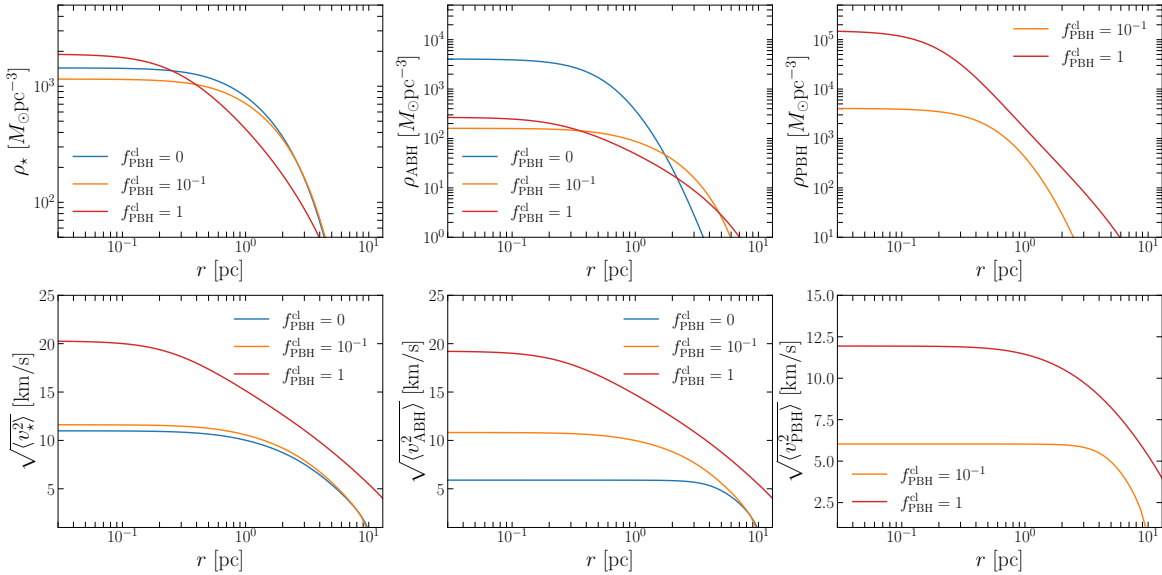 10³
10²
ρ⋆ [M⊙pc⁻³]
f_PBH^cl = 0
f_PBH^cl = 10⁻¹
f_PBH^cl = 1
10⁻¹ 10⁰ 10¹
r [pc]
10⁴
10³
10²
10¹
10⁰
ρ_ABH [M⊙pc⁻³]
f_PBH^cl = 0
f_PBH^cl = 10⁻¹
f_PBH^cl = 1
10⁻¹ 10⁰ 10¹
r [pc]
10⁵
10⁴
10³
10²
10¹
ρ_PBH [M⊙pc⁻³]
f_PBH^cl = 10⁻¹
f_PBH^cl = 1
10⁻¹ 10⁰ 10¹
r [pc]
25
20
15
10
5
√⟨v⋆²⟩ [km/s]
f_PBH^cl = 0
f_PBH^cl = 10⁻¹
f_PBH^cl = 1
10⁻¹ 10⁰ 10¹
r [pc]
25
20
15
10
5
√⟨v²_ABH⟩ [km/s]
f_PBH^cl = 0
f_PBH^cl = 10⁻¹
f_PBH^cl = 1
10⁻¹ 10⁰ 10¹
r [pc]
15.0
12.5
10.0
7.5
5.0
2.5
√⟨v²_PBH⟩ [km/s]
f_PBH^cl = 10⁻¹
f_PBH^cl = 1
10⁻¹ 10⁰ 10¹
r [pc]